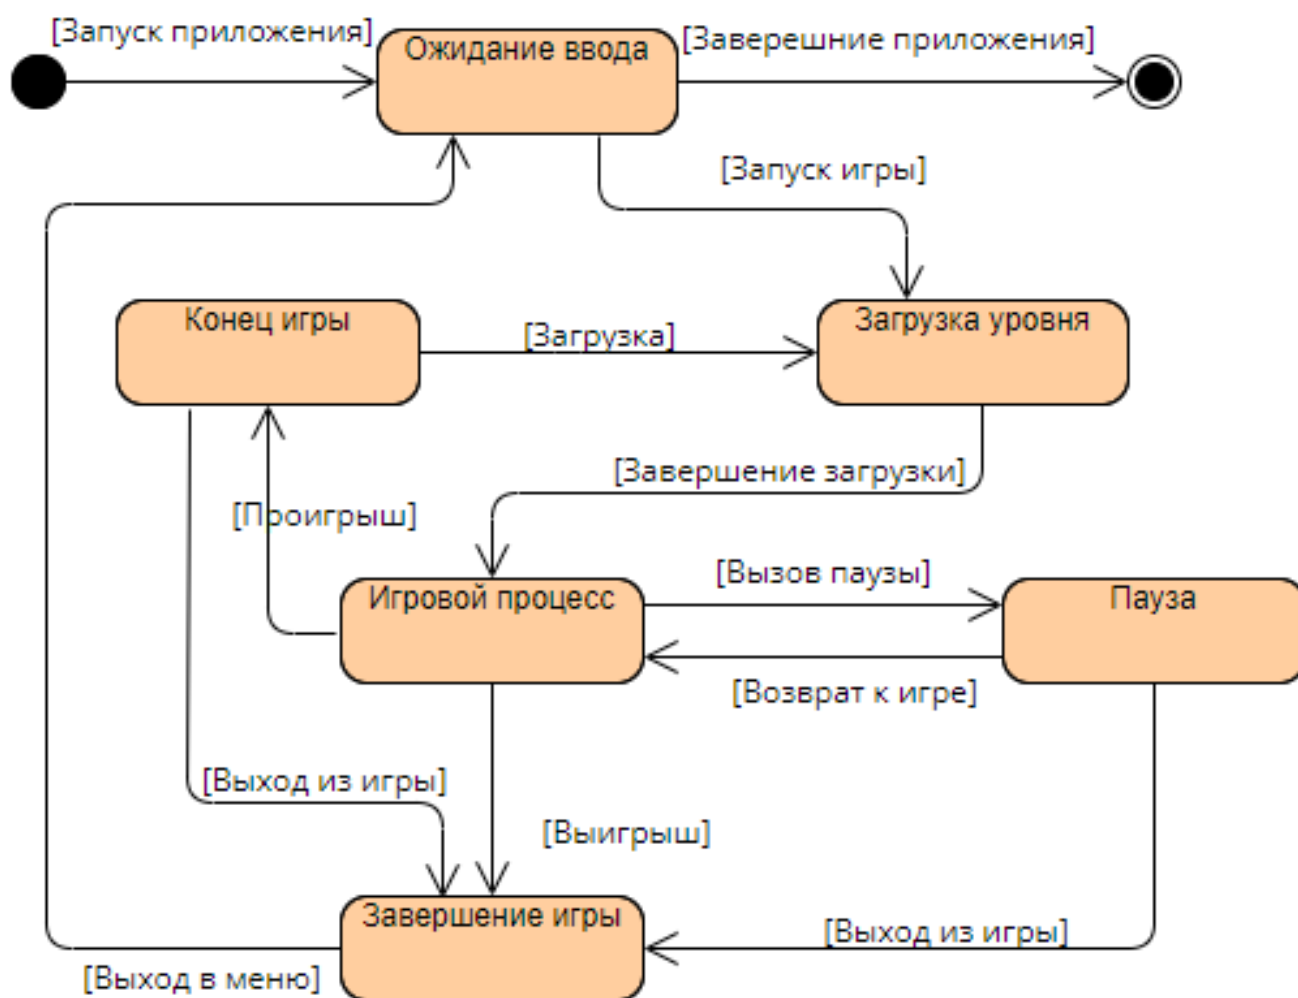 [Запуск приложения]
Ожидание ввода
[Заверешние приложения]
[Запуск игры]
Конец игры
[Загрузка]
Загрузка уровня
[Завершение загрузки]
[Проигрыш]
Игровой процесс
[Вызов паузы]
Пауза
[Возврат к игре]
[Выход из игры]
[Выигрыш]
Завершение игры
[Выход из игры]
[Выход в меню]